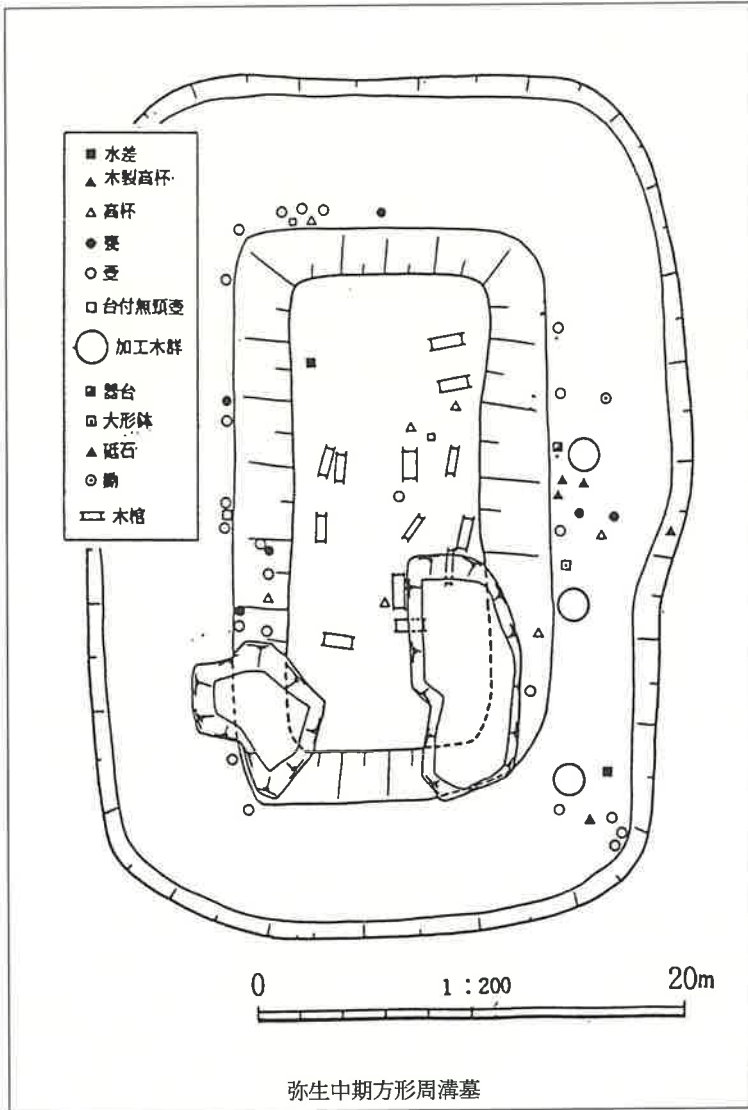 水差
木製高杯
高杯
甕
壺
台付無頸壺
加工木群
器台
大形鉢
砥石
鋤
木棺
0 1:200 20m
弥生中期方形周溝墓